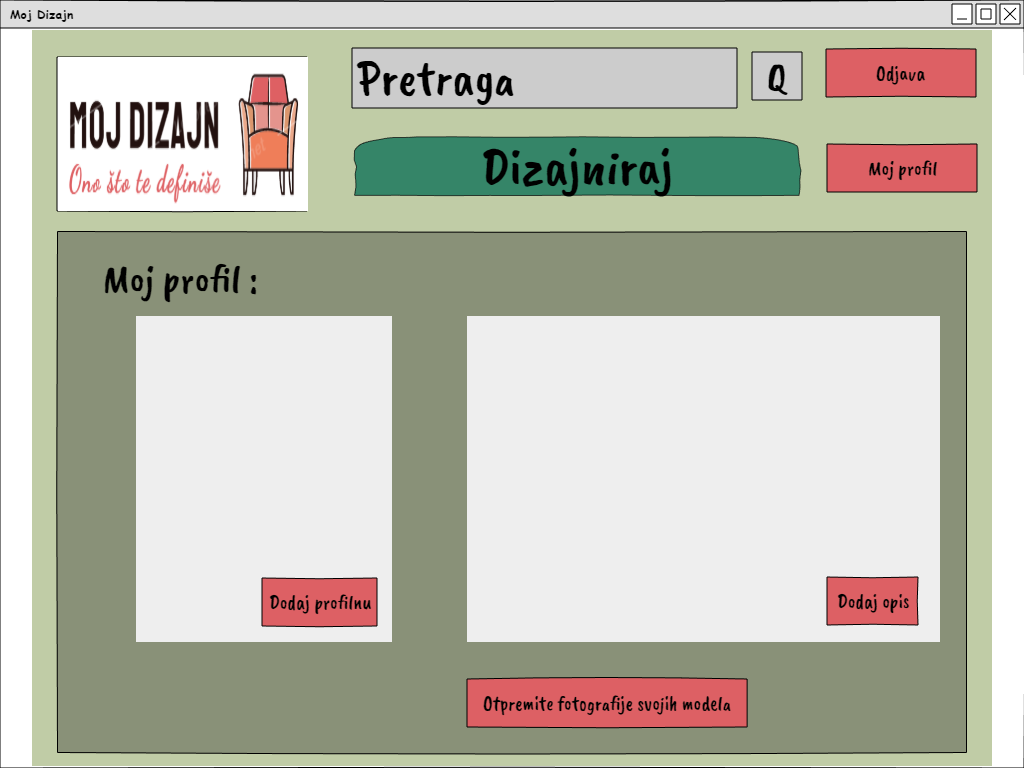 Moj Dizajn
Pretraga
Q
Odjava
MOJ DIZAJN
Ono što te definiše
Dizajniraj
Moj profil
Moj profil :
Dodaj profilnu
Dodaj opis
Otpremite fotografije svojih modela